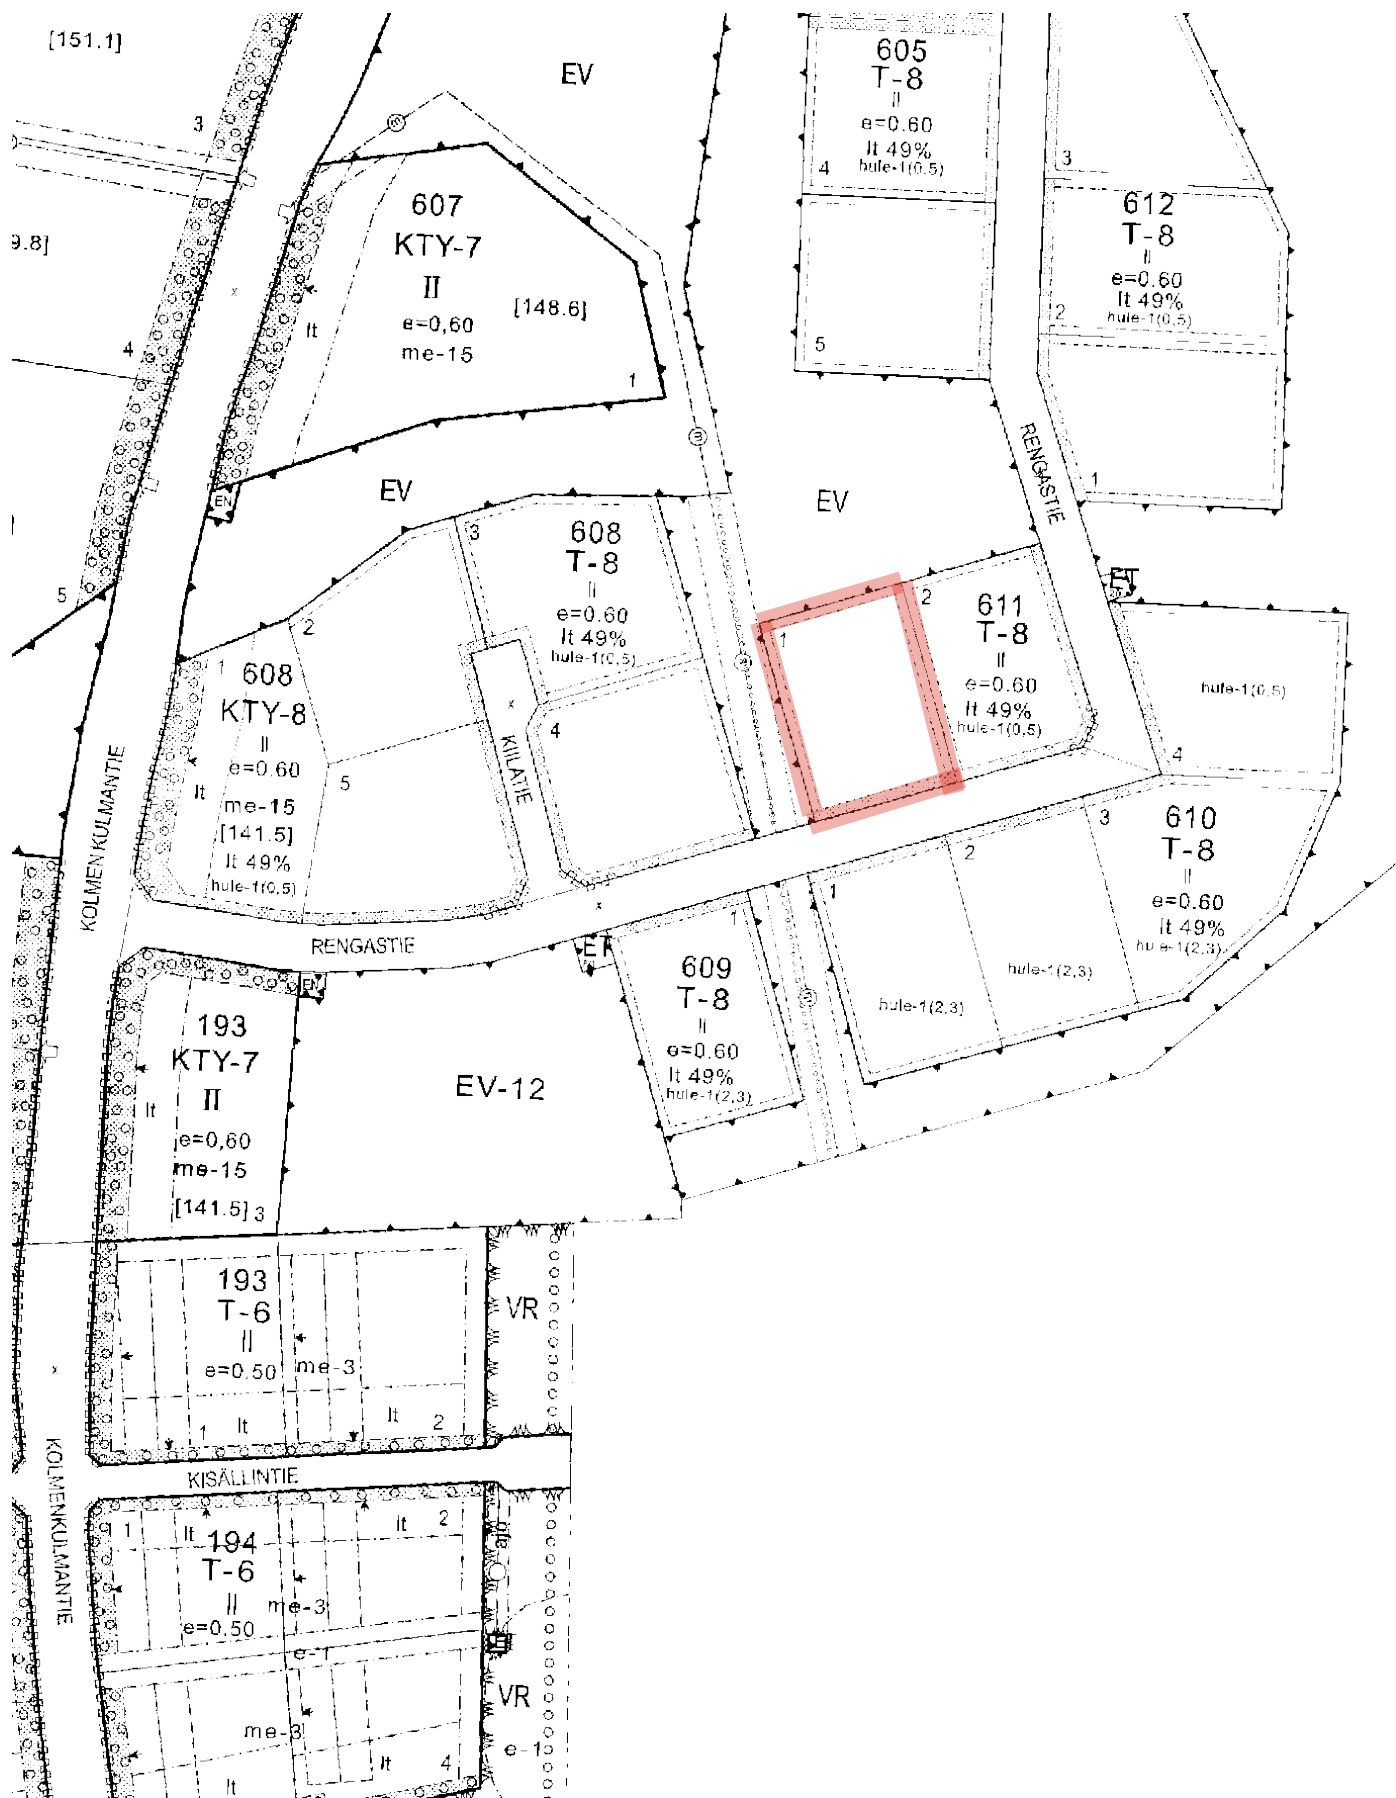 [151.1]
3
EV
605
T-8
II
e=0.60
lt 49%
hule-1(0,5)
4
3
612
T-8
II
e=0.60
lt 49%
hule-1(0,5)
2
9.8]
607
KTY-7
II
e=0,60
me-15
[148.6]
lt
1
4
5
1
m
m
RENGASTIE
EN
EV
EV
3
608
T-8
II
e=0.60
lt 49%
hule-1(0,5)
5
2
1
608
KTY-8
II
e=0.60
me-15
[141.5]
lt 49%
hule-1(0,5)
lt
5
4
KIILATIE
1
2
611
T-8
II
e=0.60
lt 49%
hule-1(0,5)
ET
hule-1(0,5)
4
KOLMENKULMANTIE
3
610
T-8
II
e=0.60
lt 49%
hule-1(2,3)
2
1
hule-1(2,3)
hule-1(2,3)
RENGASTIE
ET
1
609
T-8
II
e=0.60
lt 49%
hule-1(2,3)
m
EN
193
KTY-7
II
e=0,60
me-15
[141.5]
3
lt
EV-12
193
T-6
II
e=0.50
me-3
1
lt
lt
2
VR
KISÄLLINTIE
KOLMENKULMANTIE
1
lt
194
T-6
II
e=0.50
me-3
lt
2
e-1
me-3
lt
lt
4
VR
e-1